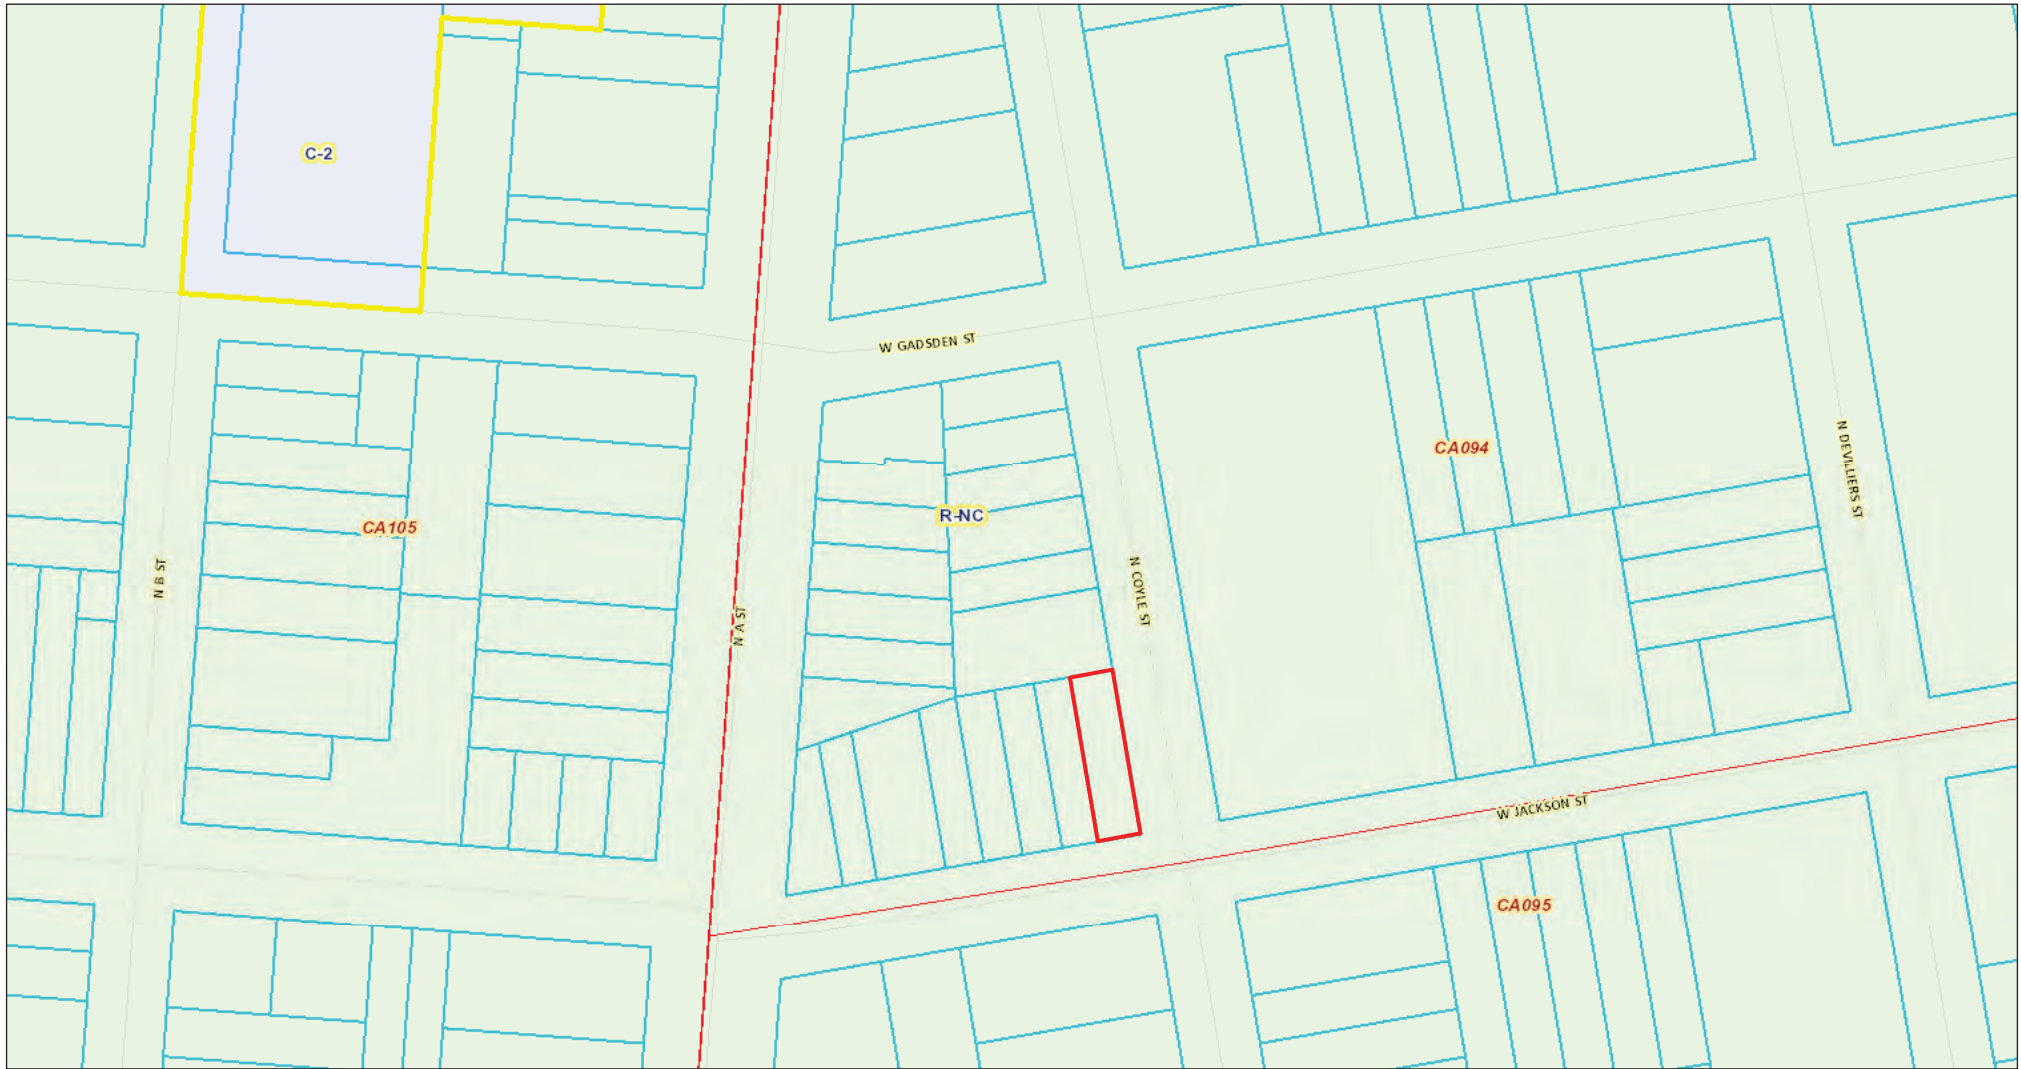 C-2
W GADSDEN ST
CA094
N DEVILLIERS ST
R-NC
CA105
N B ST
N COYLE ST
N A ST
W JACKSON ST
CA095